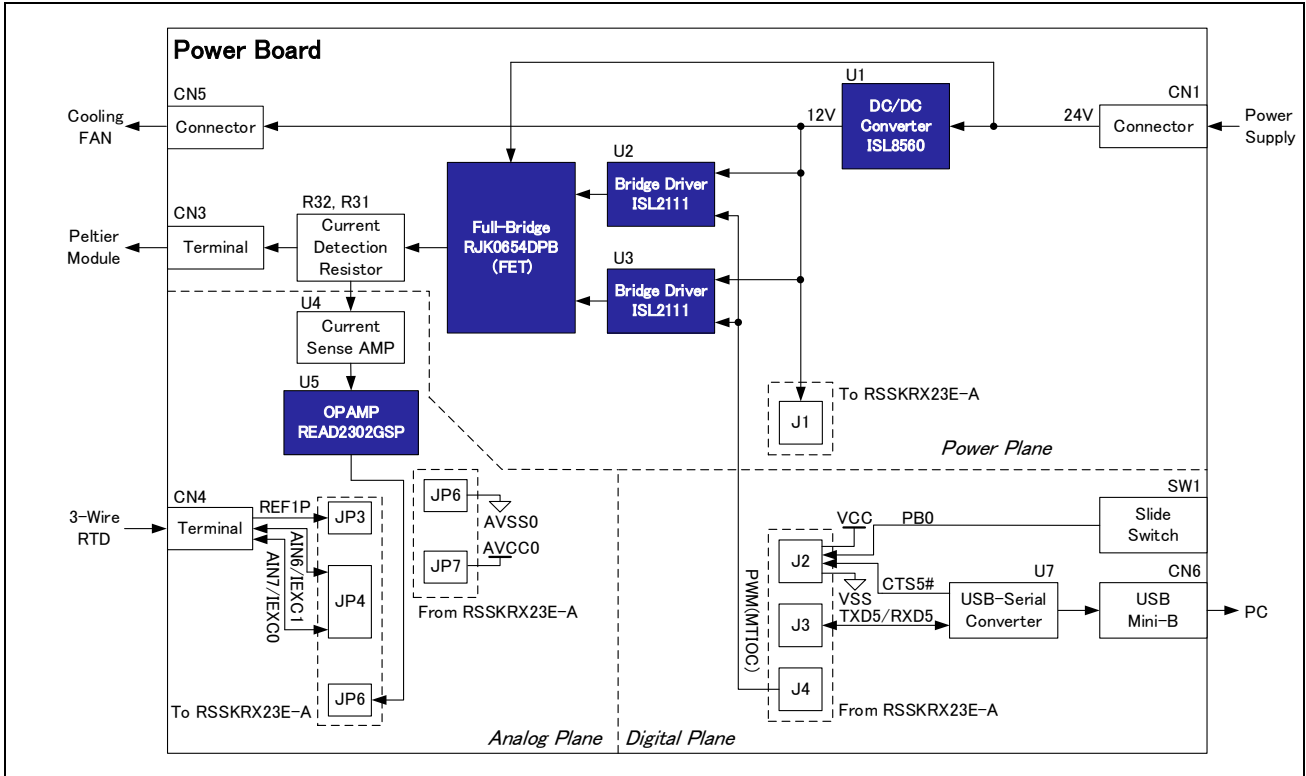 Power Board
CN5
Connector
Cooling
FAN
12V
U1
DC/DC
Converter
ISL8560
24V
CN1
Connector
Power
Supply
CN3
Terminal
Peltier
Module
R32, R31
Current
Detection
Resistor
Full-Bridge
RJK0654DPB
(FET)
U2
Bridge Driver
ISL2111
U3
Bridge Driver
ISL2111
U4
Current
Sense AMP
U5
OPAMP
READ2302GSP
To RSSKRX23E-A
J1
Power Plane
CN4
Terminal
3-Wire
RTD
REF1P
AIN6/IEXC1
AIN7/IEXC0
JP3
JP4
JP6
To RSSKRX23E-A
JP6
AVSS0
JP7
AVCC0
From RSSKRX23E-A
Analog Plane
Digital Plane
PWM(MTIOC)
VCC
PB0
J2
VSS
CTS5#
J3
TXD5/RXD5
J4
From RSSKRX23E-A
SW1
Slide
Switch
U7
USB-Serial
Converter
CN6
USB
Mini-B
PC